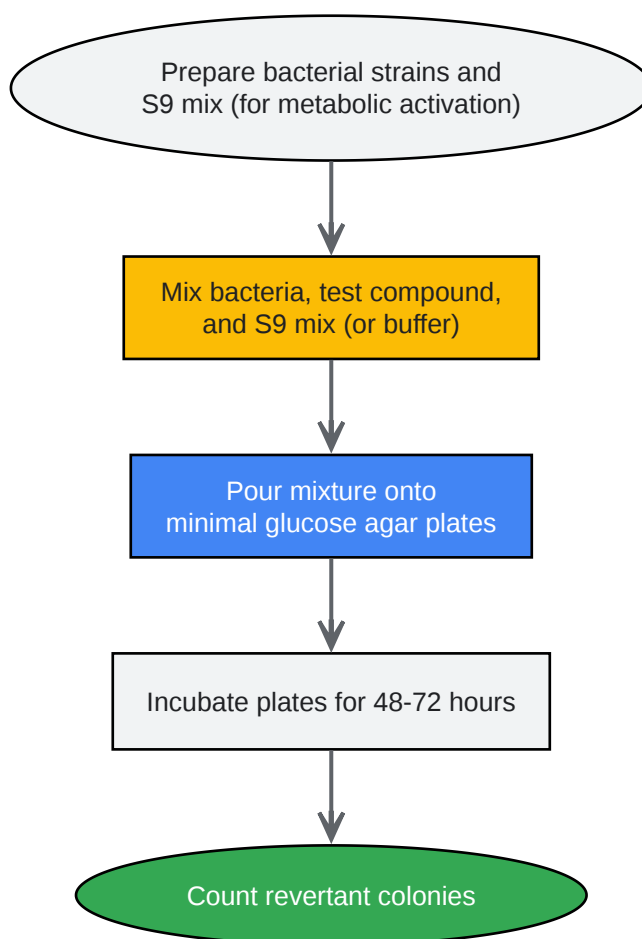 Prepare bacterial strains and
S9 mix (for metabolic activation)
Mix bacteria, test compound,
and S9 mix (or buffer)
Pour mixture onto
minimal glucose agar plates
Incubate plates for 48-72 hours
Count revertant colonies